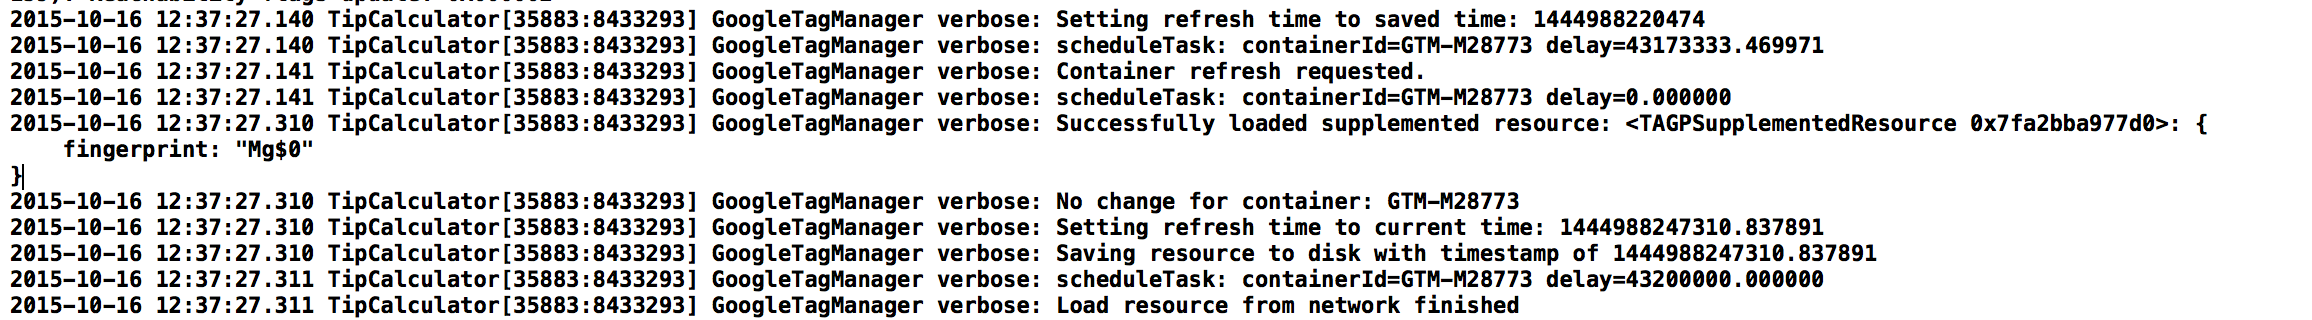 2015-10-16 12:37:27.140 TipCalculator[35883:8433293] GoogleTagManager verbose: Setting refresh time to saved time: 1444988220474
2015-10-16 12:37:27.140 TipCalculator[35883:8433293] GoogleTagManager verbose: scheduleTask: containerId=GTM-M28773 delay=43173333.469971
2015-10-16 12:37:27.141 TipCalculator[35883:8433293] GoogleTagManager verbose: Container refresh requested.
2015-10-16 12:37:27.141 TipCalculator[35883:8433293] GoogleTagManager verbose: scheduleTask: containerId=GTM-M28773 delay=0.000000
2015-10-16 12:37:27.310 TipCalculator[35883:8433293] GoogleTagManager verbose: Successfully loaded supplemented resource: <TAGPSupplementedResource 0x7fa2bba977d0>: {
    fingerprint: "Mg$0"
}
2015-10-16 12:37:27.310 TipCalculator[35883:8433293] GoogleTagManager verbose: No change for container: GTM-M28773
2015-10-16 12:37:27.310 TipCalculator[35883:8433293] GoogleTagManager verbose: Setting refresh time to current time: 1444988247310.837891
2015-10-16 12:37:27.310 TipCalculator[35883:8433293] GoogleTagManager verbose: Saving resource to disk with timestamp of 1444988247310.837891
2015-10-16 12:37:27.311 TipCalculator[35883:8433293] GoogleTagManager verbose: scheduleTask: containerId=GTM-M28773 delay=43200000.000000
2015-10-16 12:37:27.311 TipCalculator[35883:8433293] GoogleTagManager verbose: Load resource from network finished